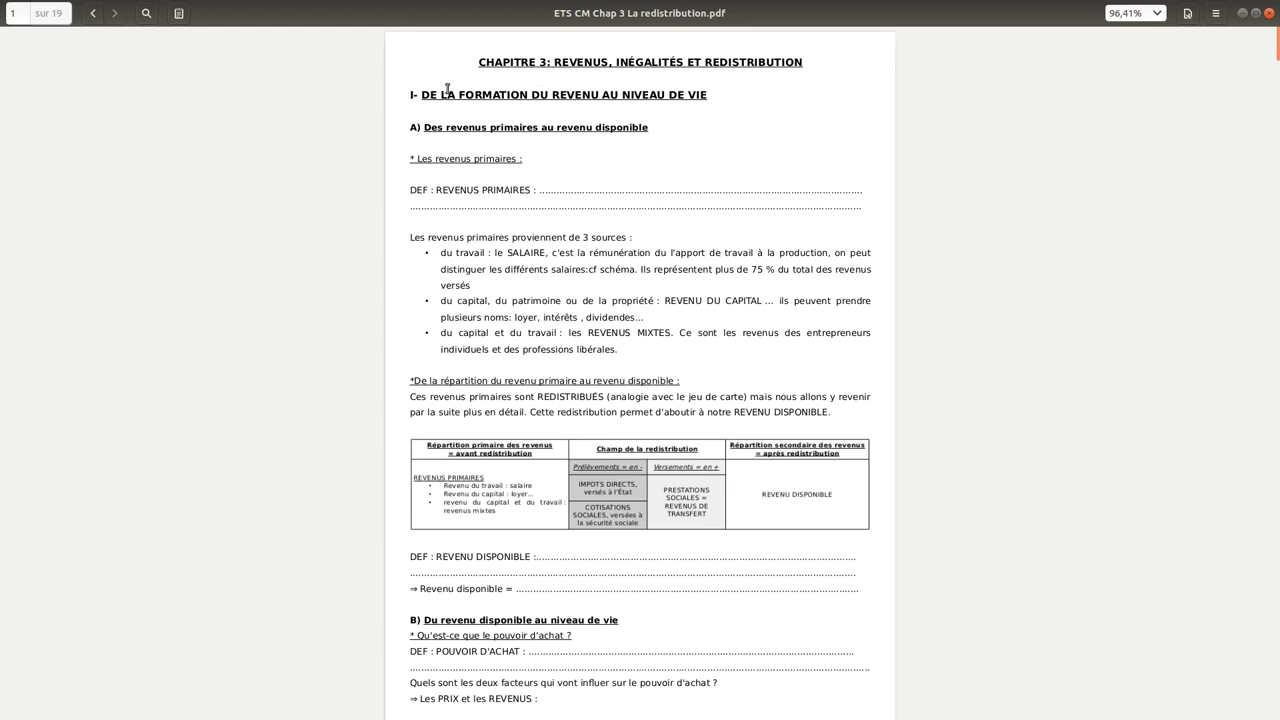 1 sur 19
ETS CM Chap 3 La redistribution.pdf
96,41%
CHAPITRE 3: REVENUS, INÉGALITÉS ET REDISTRIBUTION
I- DE LA FORMATION DU REVENU AU NIVEAU DE VIE
A) Des revenus primaires au revenu disponible
* Les revenus primaires :
DEF : REVENUS PRIMAIRES : ....................................................................................................................
....................................................................................................................................................
Les revenus primaires proviennent de 3 sources :
• du travail : le SALAIRE, c'est la rémunération du l'apport de travail à la production, on peut
distinguer les différents salaires:cf schéma. Ils représentent plus de 75 % du total des revenus
versés
• du capital, du patrimoine ou de la propriété : REVENU DU CAPITAL ... ils peuvent prendre
plusieurs noms: loyer, intérêts , dividendes...
• du capital et du travail : les REVENUS MIXTES. Ce sont les revenus des entrepreneurs
individuels et des professions libérales.
*De la répartition du revenu primaire au revenu disponible :
Ces revenus primaires sont REDISTRIBUÉS (analogie avec le jeu de carte) mais nous allons y revenir
par la suite plus en détail. Cette redistribution permet d'aboutir à notre REVENU DISPONIBLE.
Répartition primaire des revenus
= avant redistribution
Champ de la redistribution
Répartition secondaire des revenus
= après redistribution
REVENUS PRIMAIRES
• Revenu du travail : salaire
• Revenu du capital : loyer...
• revenu du capital et du travail :
revenus mixtes
Prélèvements = en -
IMPOTS DIRECTS,
versés à l'État
COTISATIONS
SOCIALES, versées à
la sécurité sociale
Versements = en +
PRESTATIONS
SOCIALES =
REVENUS DE
TRANSFERT
REVENU DISPONIBLE
DEF : REVENU DISPONIBLE :.........................................................................................................
....................................................................................................................................................
⇒ Revenu disponible = .................................................................................................................
B) Du revenu disponible au niveau de vie
* Qu'est-ce que le pouvoir d'achat ?
DEF : POUVOIR D'ACHAT : ...........................................................................................................
....................................................................................................................................................
Quels sont les deux facteurs qui vont influer sur le pouvoir d'achat ?
⇒ Les PRIX et les REVENUS :